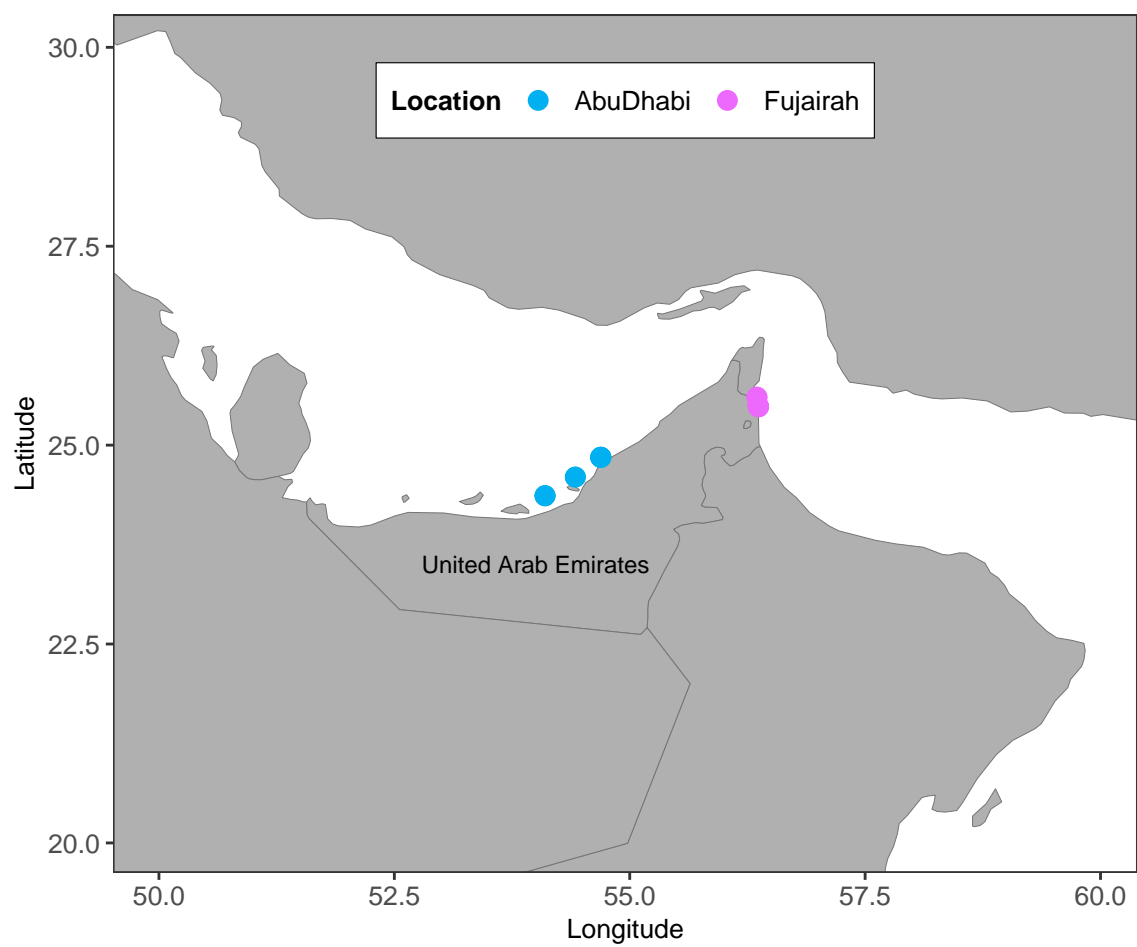 30.0
Location AbuDhabi Fujairah
27.5
Latitude
25.0
United Arab Emirates
22.5
20.0
50.0 52.5 55.0 57.5 60.0
Longitude